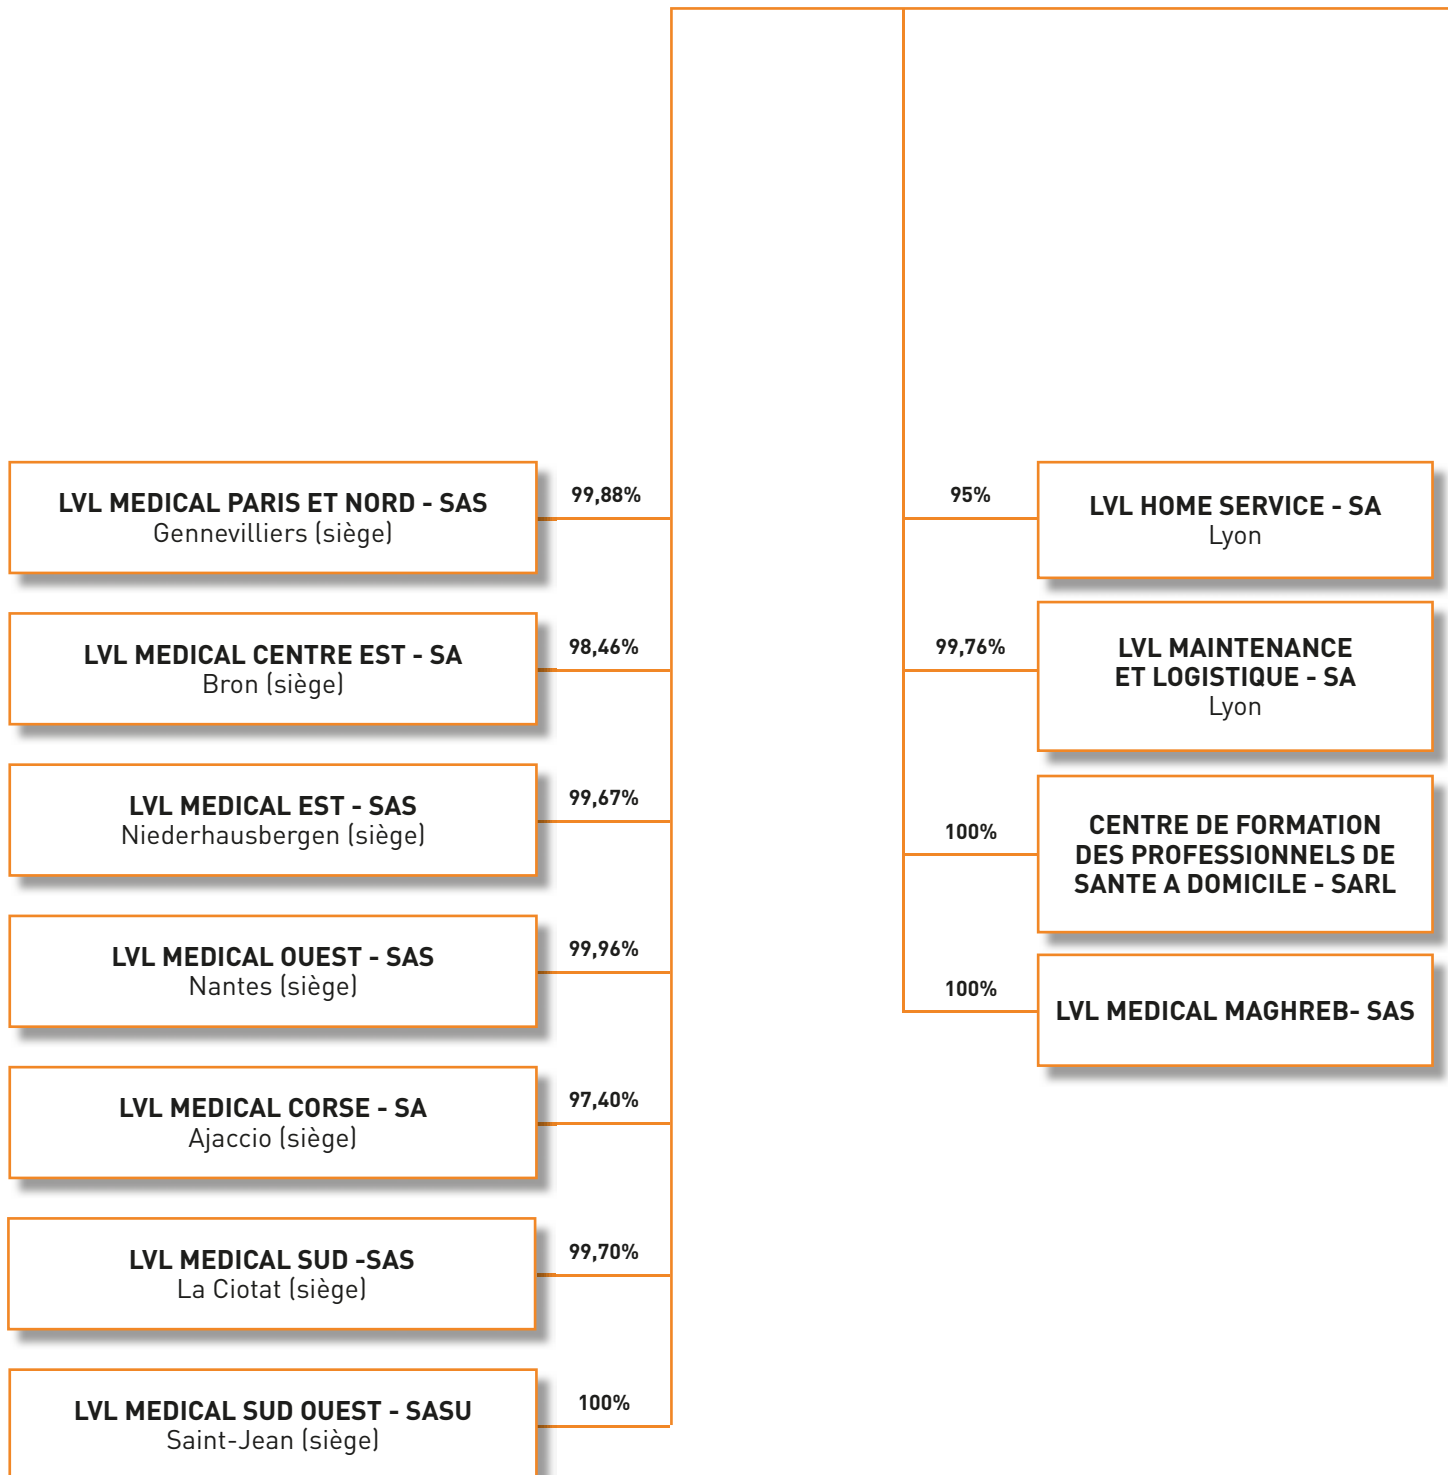 LVL MEDICAL PARIS ET NORD - SAS
Gennevilliers (siège)
99,88%
LVL MEDICAL CENTRE EST - SA
Bron (siège)
98,46%
LVL MEDICAL EST - SAS
Niederhausbergen (siège)
99,67%
LVL MEDICAL OUEST - SAS
Nantes (siège)
99,96%
LVL MEDICAL CORSE - SA
Ajaccio (siège)
97,40%
LVL MEDICAL SUD -SAS
La Ciotat (siège)
99,70%
LVL MEDICAL SUD OUEST - SASU
Saint-Jean (siège)
100%
95%
LVL HOME SERVICE - SA
Lyon
99,76%
LVL MAINTENANCE
ET LOGISTIQUE - SA
Lyon
100%
CENTRE DE FORMATION
DES PROFESSIONNELS DE
SANTE A DOMICILE - SARL
100%
LVL MEDICAL MAGHREB- SAS